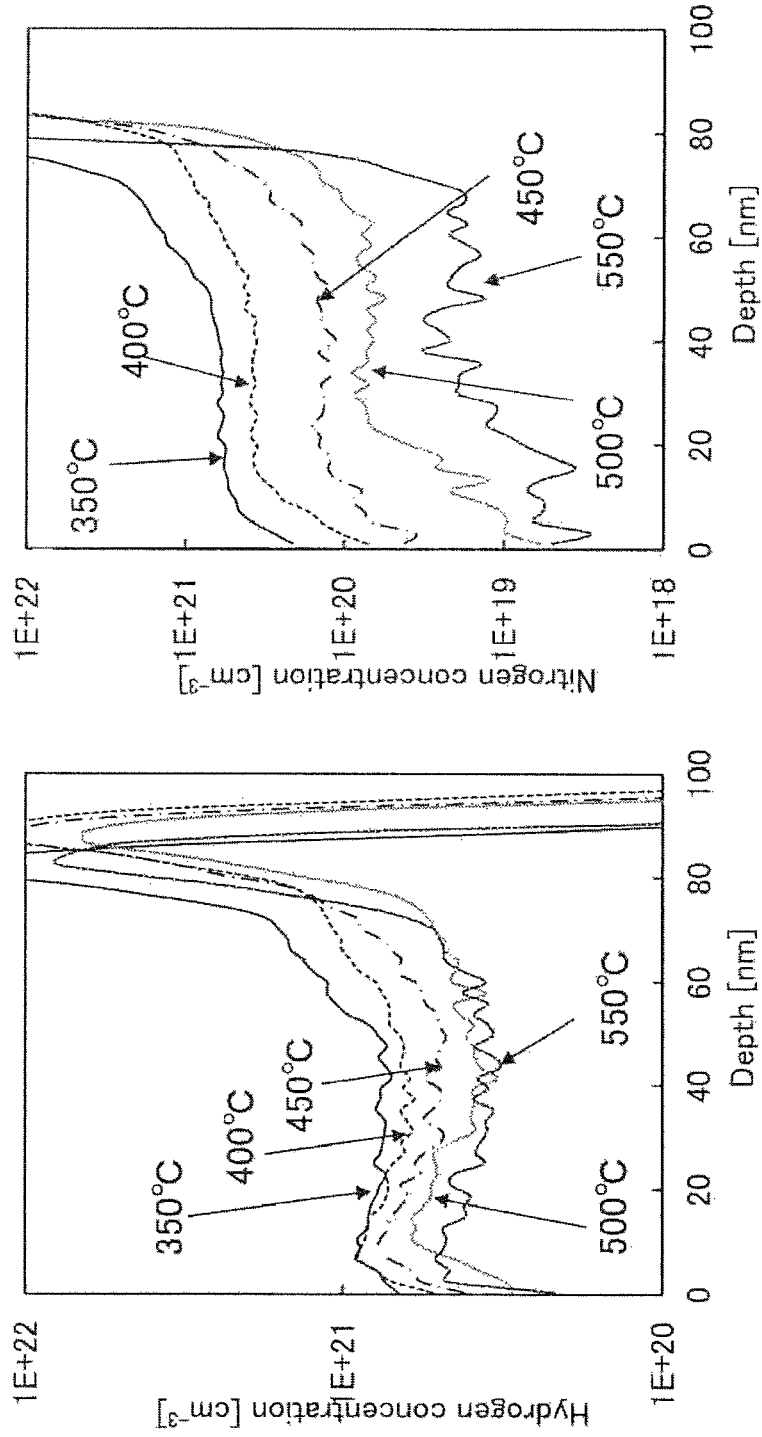 Hydrogen concentration [cm⁻³]
1E+22
1E+21
1E+20
350°C
400°C
450°C
500°C
550°C
0 20 40 60 80 100
Depth [nm]
Nitrogen concentration [cm⁻³]
1E+22
1E+21
1E+20
1E+19
1E+18
350°C
400°C
450°C
500°C
550°C
0 20 40 60 80 100
Depth [nm]